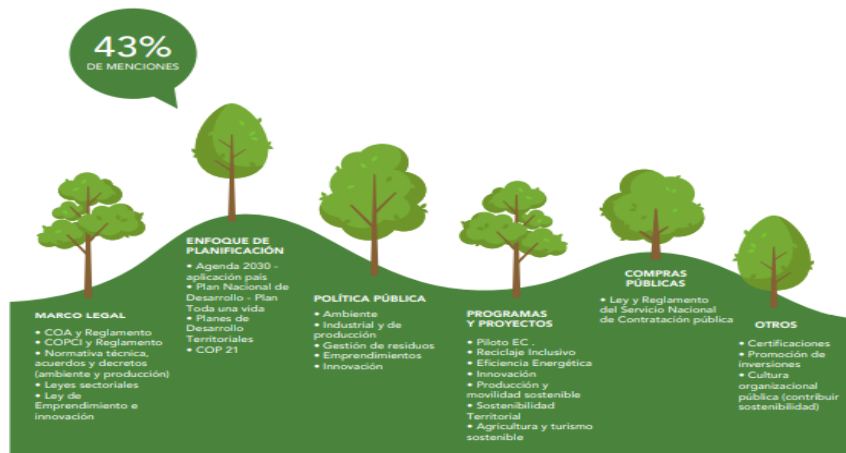 43%
DE MENCIONES
MARCO LEGAL
• COA y Reglamento
• COPCI y Reglamento
• Normativa técnica,
acuerdos y decretos
(ambiente y producción)
• Leyes sectoriales
• Ley de
Emprendimiento e
innovación
ENFOQUE DE
PLANIFICACIÓN
• Agenda 2030 -
aplicación país
• Plan Nacional de
Desarrollo - Plan
Toda una vida
• Planes de
Desarrollo
Territoriales
• COP 21
POLÍTICA PÚBLICA
• Ambiente
• Industrial y de
producción
• Gestión de residuos
• Emprendimientos
• Innovación
PROGRAMAS
Y PROYECTOS
• Piloto EC .
• Reciclaje Inclusivo
• Eficiencia Energética
• Innovación
• Producción y
movilidad sostenible
• Sostenibilidad
Territorial
• Agricultura y turismo
sostenible
COMPRAS
PÚBLICAS
• Ley y Reglamento
del Servicio Nacional
de Contratación pública
OTROS
• Certificaciones
• Promoción de
inversiones
• Cultura
organizacional
pública (contribuir
sostenibilidad)